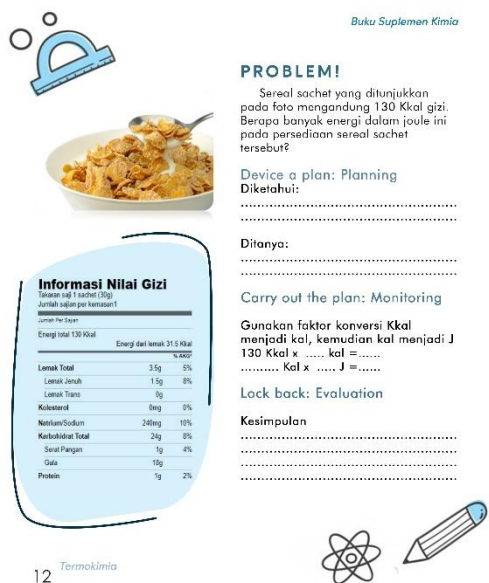 Buku Suplemen Kimia
PROBLEM!
Sereal sachet yang ditunjukkan
pada foto mengandung 130 Kkal gizi.
Berapa banyak energi dalam joule ini
pada persediaan sereal sachet
tersebut?
Device a plan: Planning
Diketahui:
..................................................
..................................................
Ditanya:
..................................................
..................................................
Carry out the plan: Monitoring
Gunakan faktor konversi Kkal
menjadi kal, kemudian kal menjadi J
130 Kkal x ..... kal =......
.......... Kal x ..... J =......
Lock back: Evaluation
Kesimpulan
..................................................
..................................................
..................................................
..................................................
Informasi Nilai Gizi
Takaran saji 1 sachet (30g)
Jumlah sajian per kemasan1
Jumlah Per Sajian
Energi total 130 Kkal
Energi dari lemak 31.5 Kkal
% AKG*
Lemak Total 3.5g 5%
Lemak Jenuh 1.5g 8%
Lemak Trans 0g
Kolesterol 0mg 0%
Natrium/Sodium 240mg 10%
Karbohidrat Total 24g 8%
Serat Pangan 1g 4%
Gula 10g
Protein 1g 2%
12 Termokimia